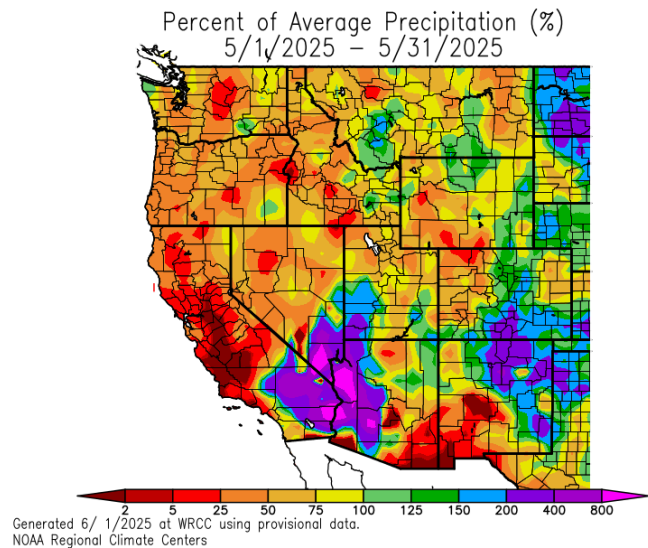 Percent of Average Precipitation (%)
5/1/2025 – 5/31/2025
2 5 25 50 75 100 125 150 200 400 800
Generated 6/ 1/2025 at WRCC using provisional data.
NOAA Regional Climate Centers